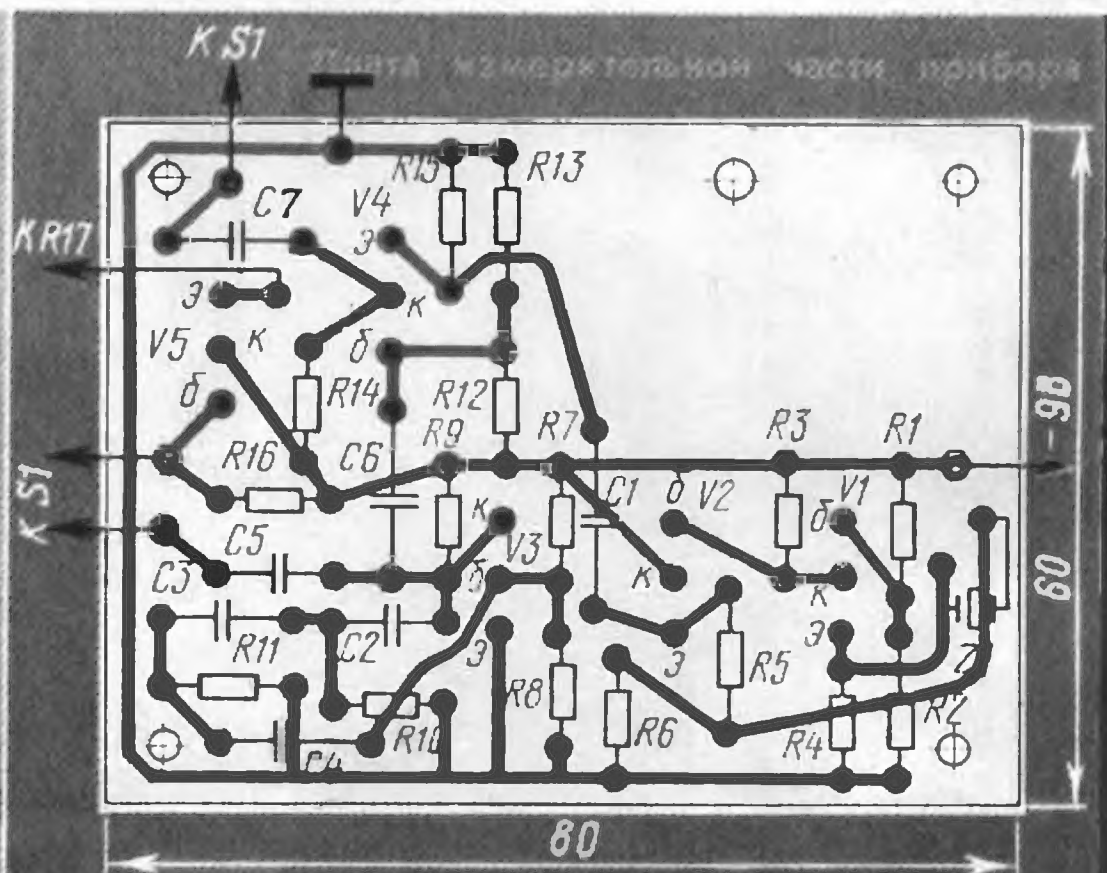 К S1
Плата измерительной части прибора
R15
R13
C7
V4
э
К R17
э
к
V5
к
б
R14
R12
б
R9
R7
R3
R1
-9В
R16
C6
К S1
C1
б
V2
V1
б
к
C5
V3
C3
б
к
к
R11
C2
э
э
э
R5
R8
R2
R10
R6
R4
C4
60
80